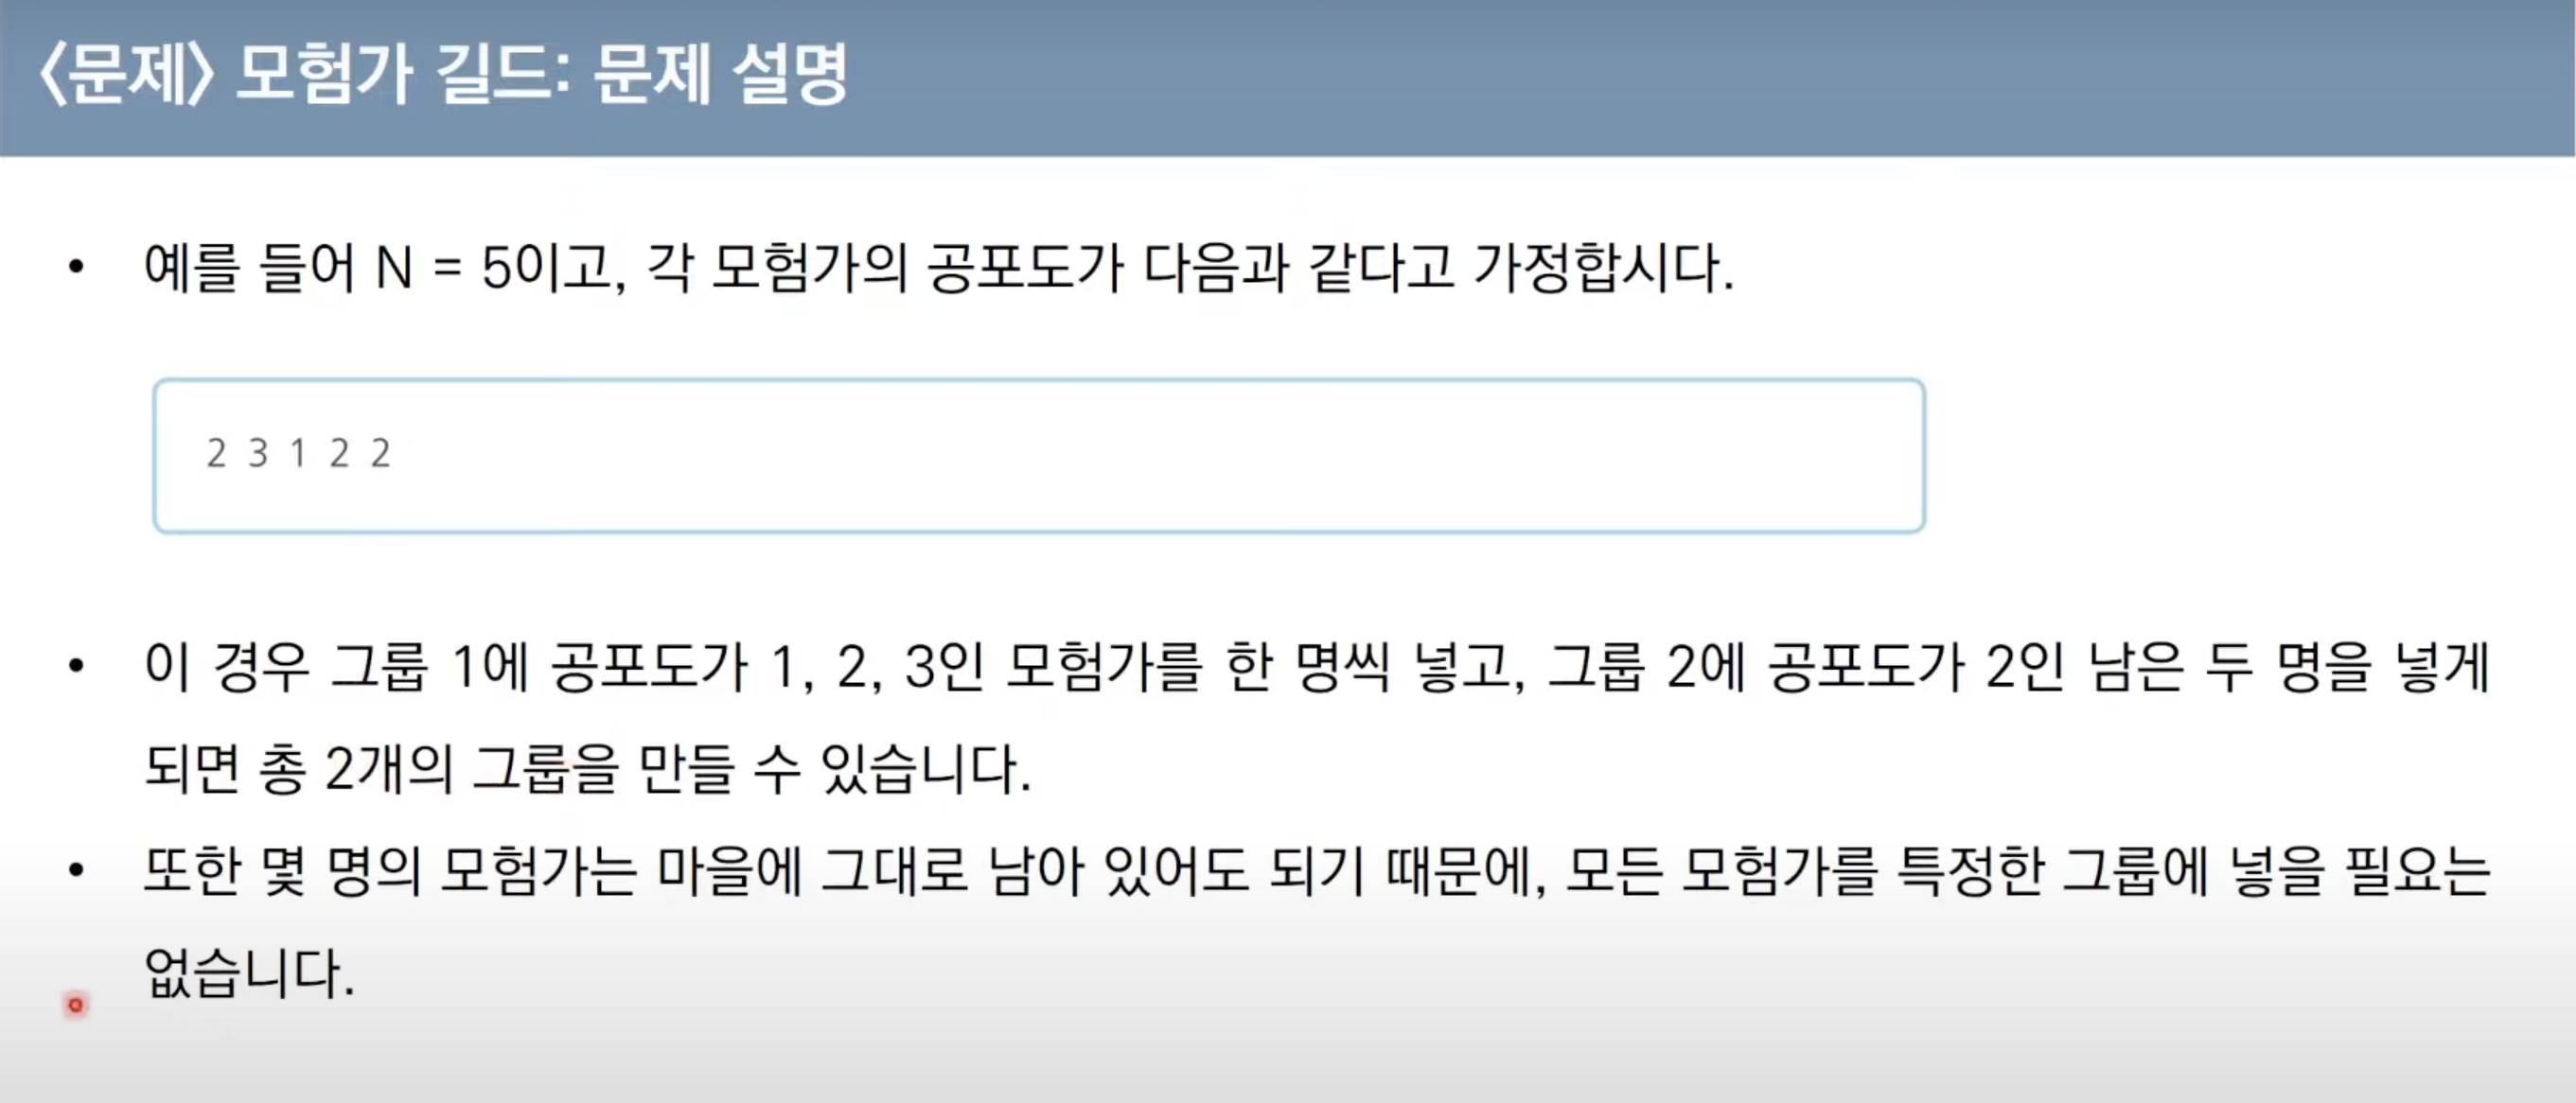 〈문제〉 모험가 길드: 문제 설명
• 예를 들어 N = 5이고, 각 모험가의 공포도가 다음과 같다고 가정합시다.
2 3 1 2 2
• 이 경우 그룹 1에 공포도가 1, 2, 3인 모험가를 한 명씩 넣고, 그룹 2에 공포도가 2인 남은 두 명을 넣게
되면 총 2개의 그룹을 만들 수 있습니다.
• 또한 몇 명의 모험가는 마을에 그대로 남아 있어도 되기 때문에, 모든 모험가를 특정한 그룹에 넣을 필요는
없습니다.